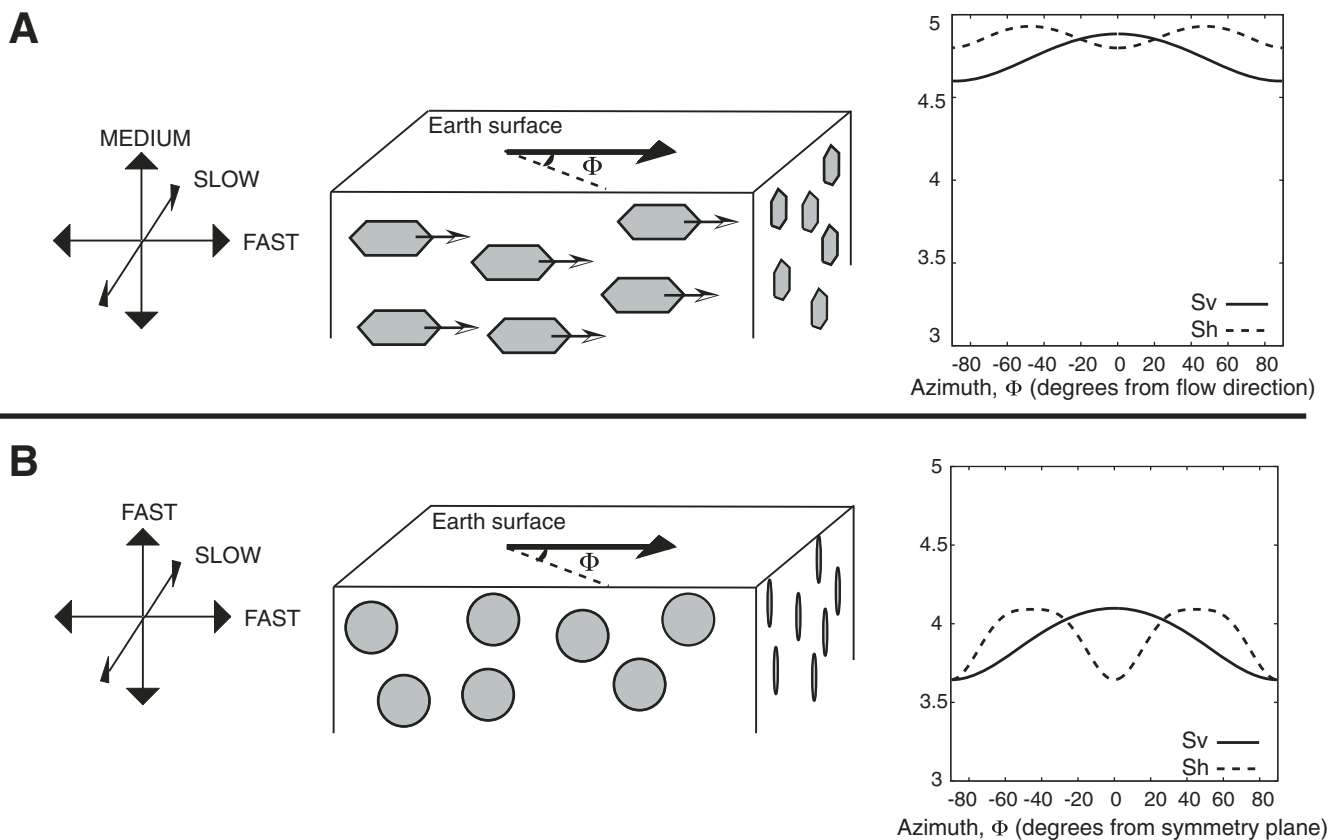 A
MEDIUM
SLOW
FAST
Earth surface
Φ
5
4.5
4
3.5
3
Sv
Sh
-80 -60 -40 -20 0 20 40 60 80
Azimuth, Φ (degrees from flow direction)
B
FAST
SLOW
FAST
Earth surface
Φ
5
4.5
4
3.5
3
Sv
Sh
-80 -60 -40 -20 0 20 40 60 80
Azimuth, Φ (degrees from symmetry plane)